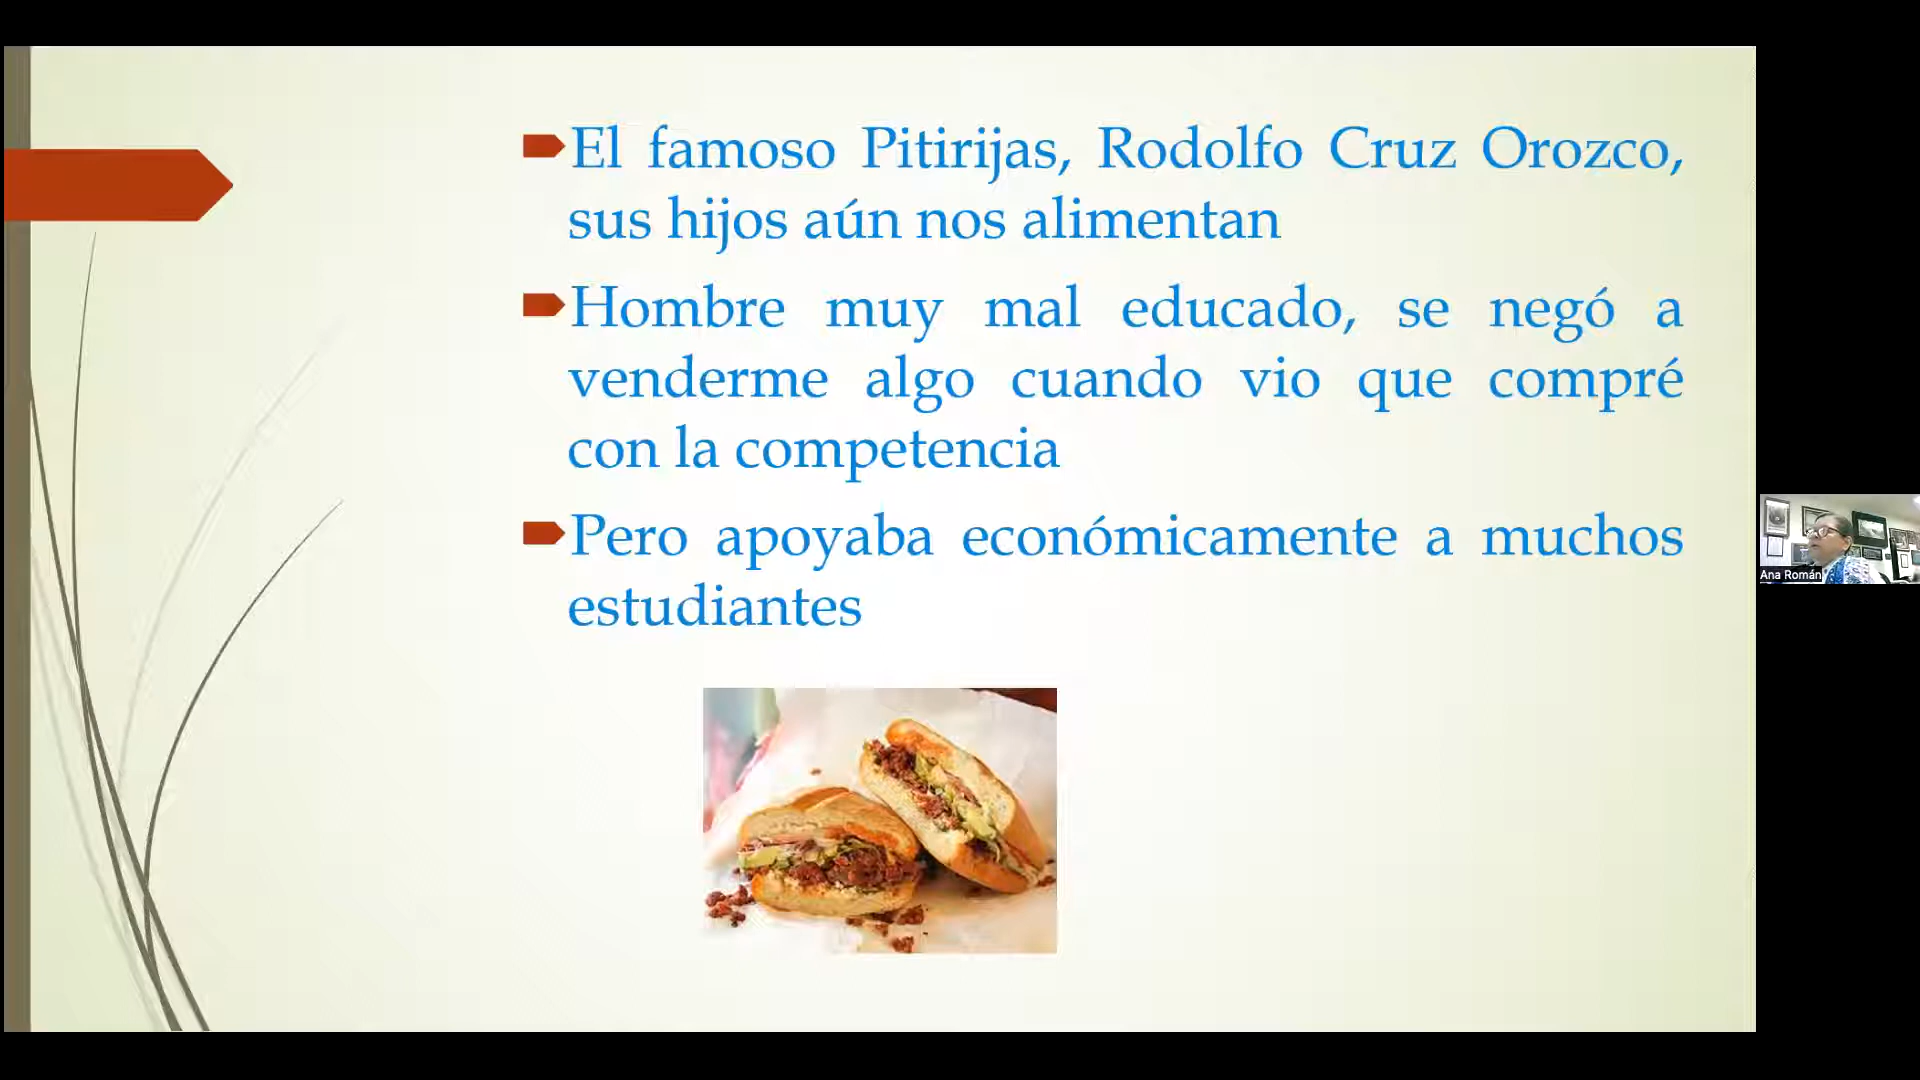 El famoso Pitirijas, Rodolfo Cruz Orozco,
sus hijos aún nos alimentan
Hombre muy mal educado, se negó a
venderme algo cuando vio que compré
con la competencia
Pero apoyaba económicamente a muchos
estudiantes
Ana Román